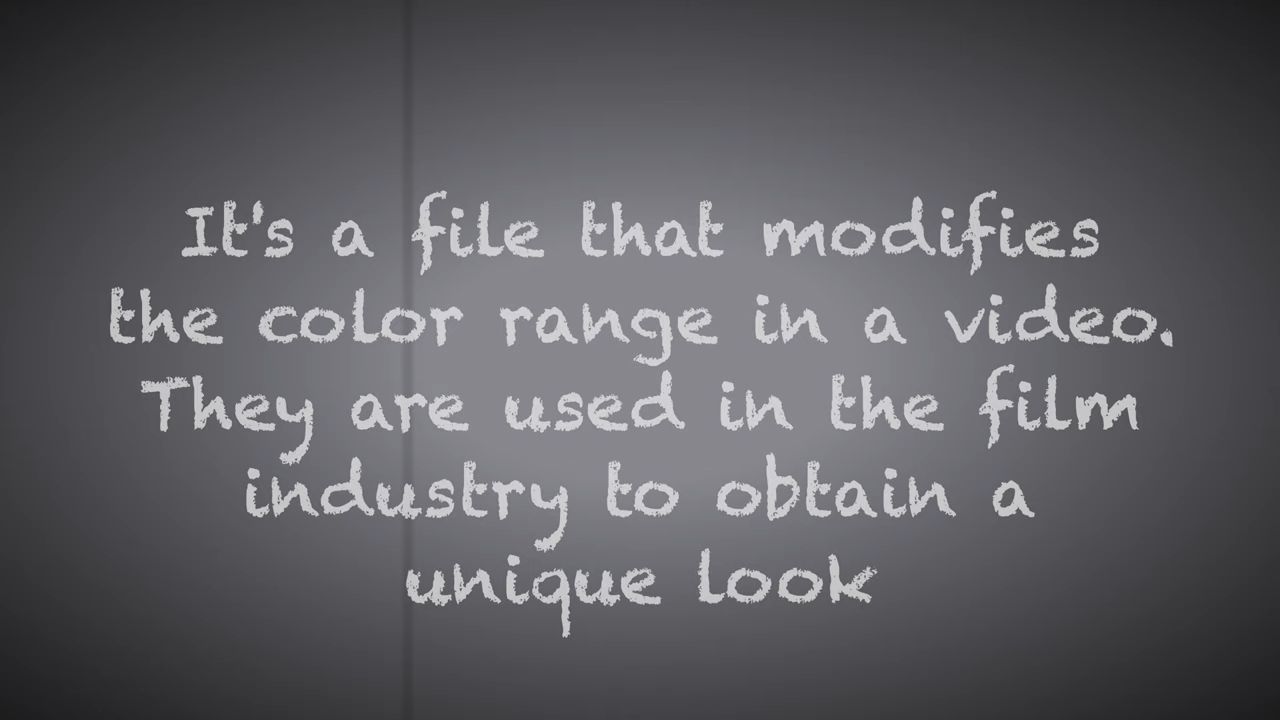 It's a file that modifies
the color range in a video.
They are used in the film
industry to obtain a
unique look